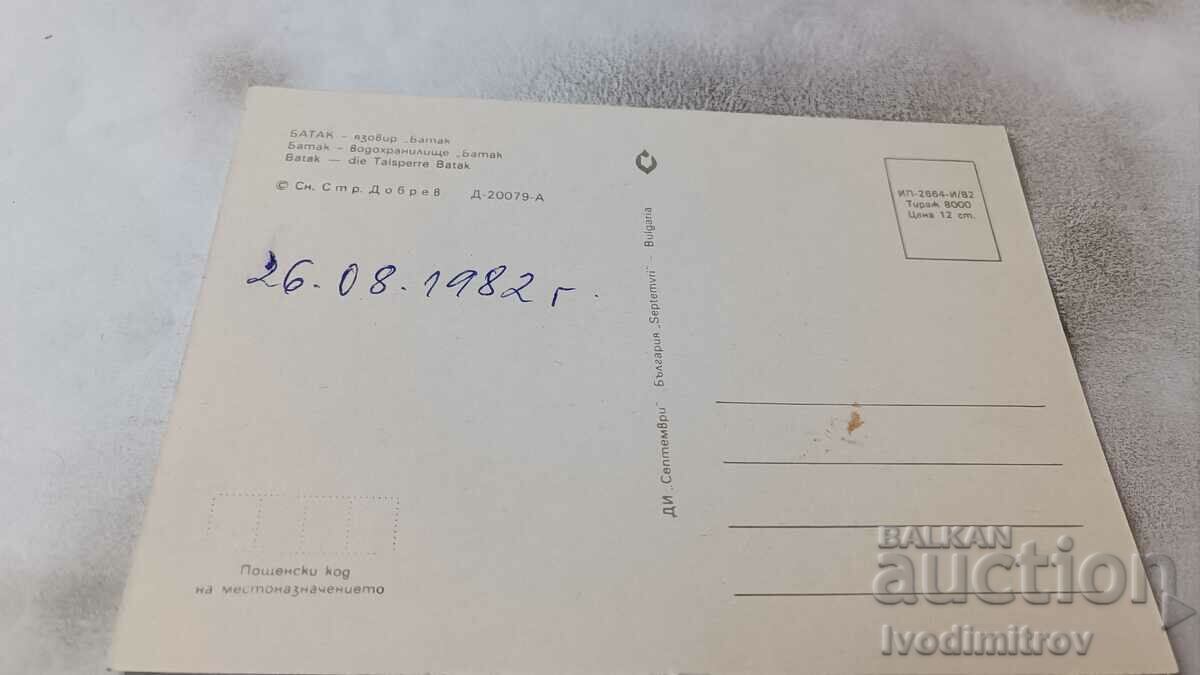 БАТАК – язовир „Батак
Батак – водохранилище „Батак
Batak — die Talsperre Batak
© Сн. Стр. Добрев Д-20079-А
26.08.1982 г.
Пощенски код
на местоназначението
ДИ „Септември" България „Septemvri" – Bulgaria
ИП-2664-И/82
Тираж 8000
Цена 12 ст.
BALKAN
auction
Ivodimitrov